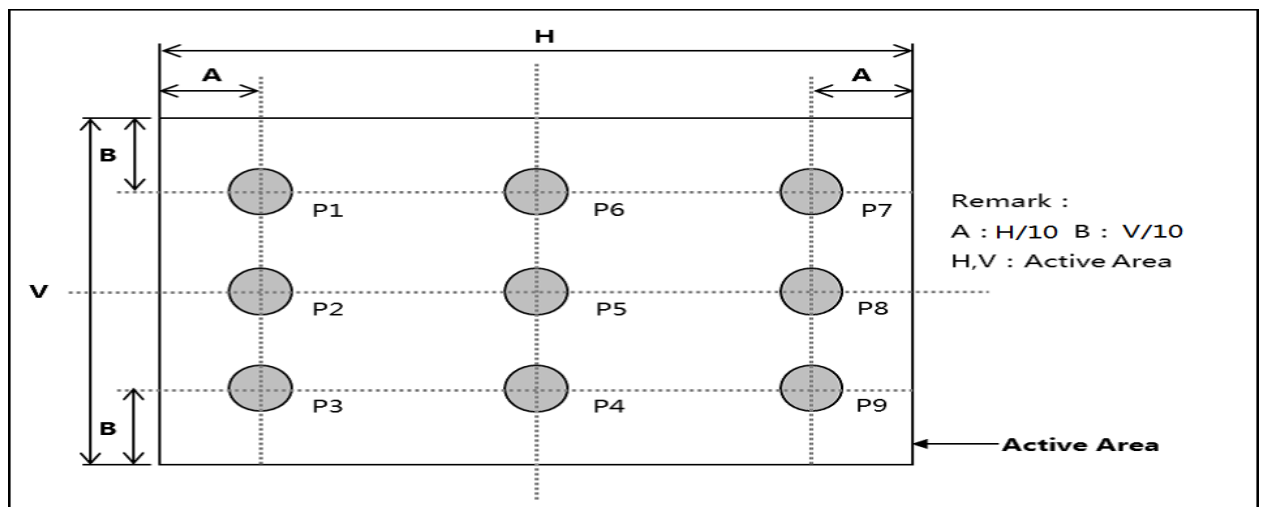 H
A
A
B
P1
P6
P7
Remark :
A : H/10 B : V/10
H,V : Active Area
V
P2
P5
P8
P3
P4
P9
B
Active Area